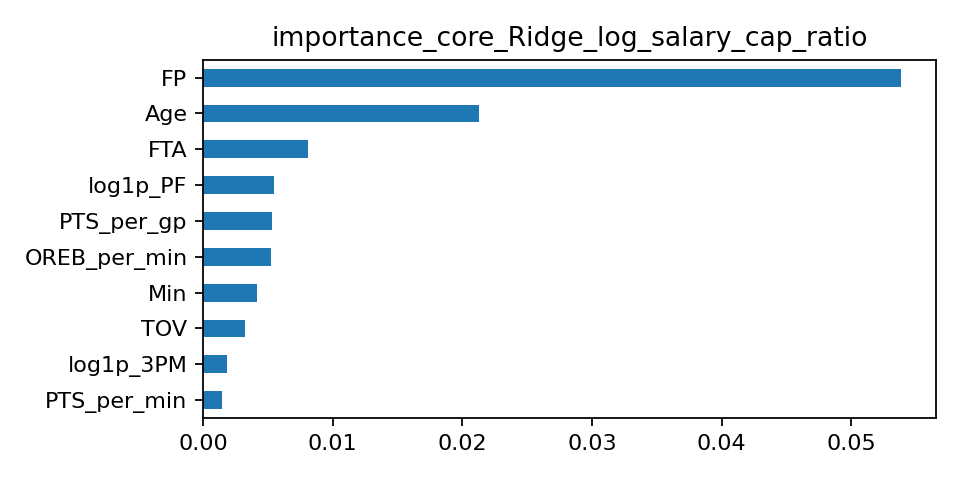 importance_core_Ridge_log_salary_cap_ratio
FP
Age
FTA
log1p_PF
PTS_per_gp
OREB_per_min
Min
TOV
log1p_3PM
PTS_per_min
0.00 0.01 0.02 0.03 0.04 0.05